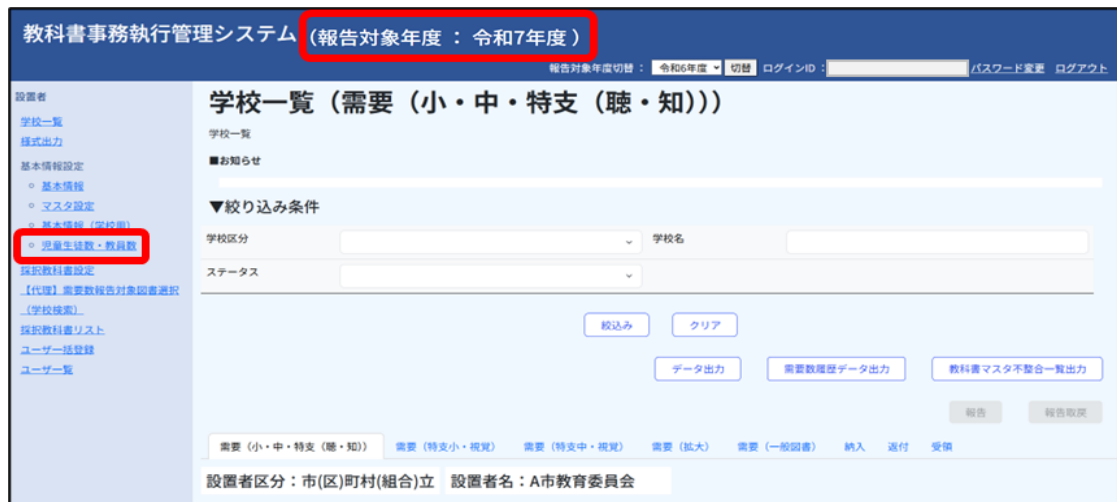 教科書事務執行管理システム (報告対象年度 : 令和7年度)
報告対象年度切替 : 令和6年度 切替 ログインID : パスワード変更 ログアウト
設置者
学校一覧
様式出力
基本情報設定
基本情報
マスタ設定
基本情報(学校用)
児童生徒数・教員数
採択教科書設定
【代理】需要数報告対象図書選択
(学校検索)
採択教科書リスト
ユーザー括登録
ユーザー覧
学校一覧(需要(小・中・特支(聴・知)))
学校一覧
■お知らせ
▼絞り込み条件
学校区分
学校名
ステータス
絞込み クリア
データ出力 需要数履歴データ出力 教科書マスタ不整合一覧出力
報告 報告取戻
需要(小・中・特支(聴・知)) 需要(特支小・視覚) 需要(特支中・視覚) 需要(拡大) 需要(一般図書) 納入 返付 受領
設置者区分:市(区)町村(組合)立 設置者名:A市教育委員会